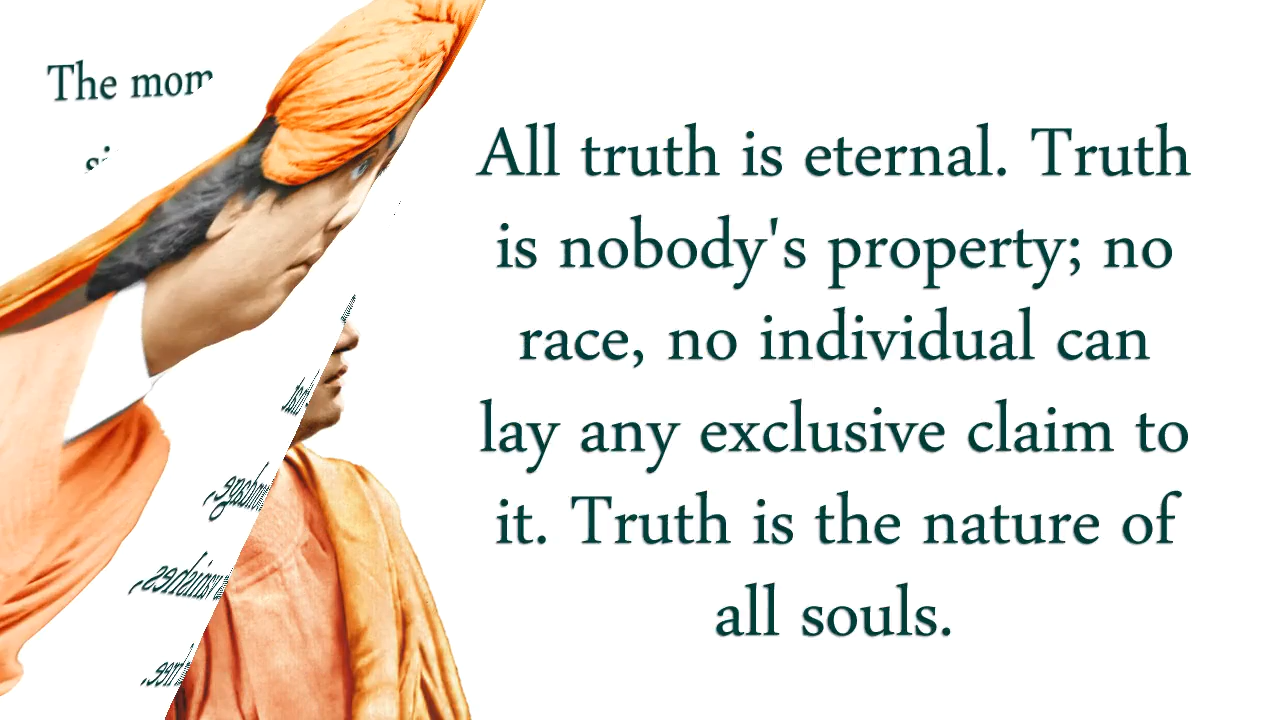 The mom
All truth is eternal. Truth
is nobody's property; no
race, no individual can
lay any exclusive claim to
it. Truth is the nature of
all souls.